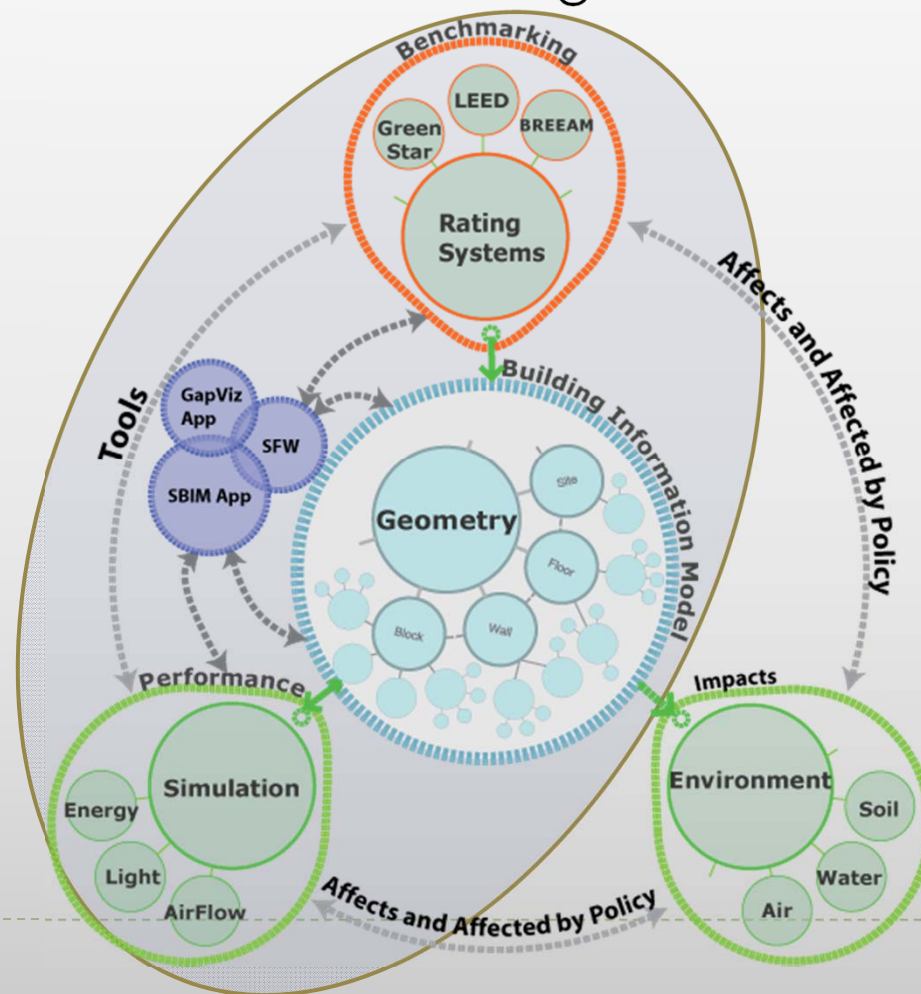 Benchmarking
LEED
Green
Star
BREEAM
Rating
Systems
Affects and Affected by Policy
Tools
GapViz
App
SFW
SBIM App
Building Information Model
Geometry
Site
Floor
Block
Wall
Performance
Simulation
Energy
Light
AirFlow
Impacts
Environment
Soil
Water
Air
Affects and Affected by Policy